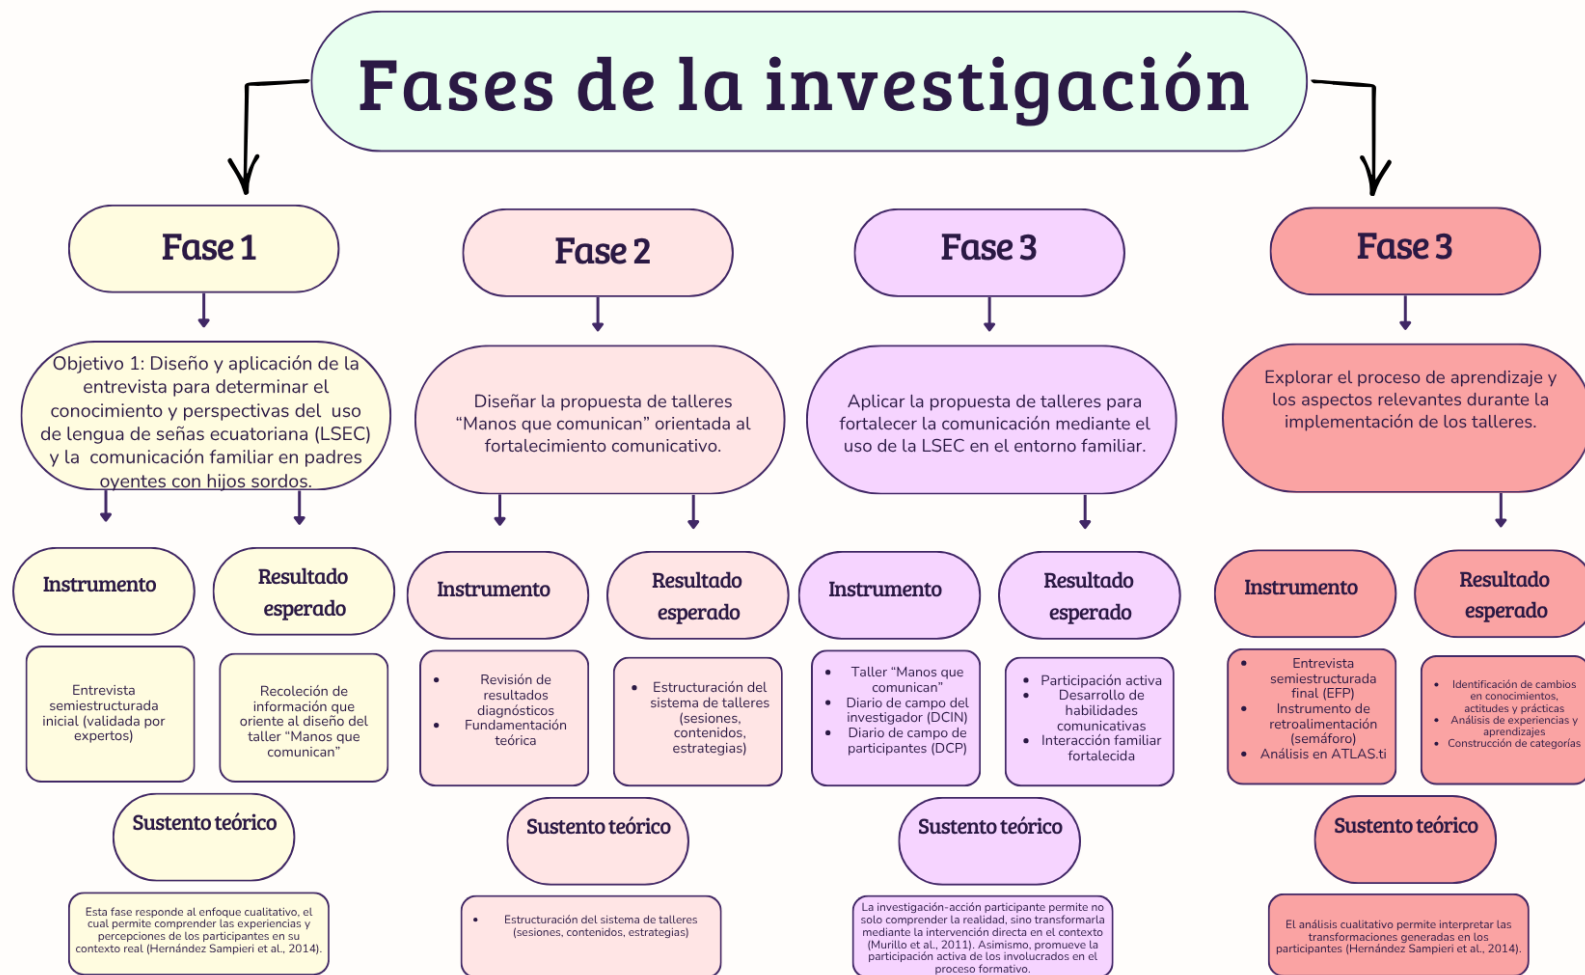 Fases de la investigación
Fase 1
Objetivo 1: Diseño y aplicación de la
entrevista para determinar el
conocimiento y perspectivas del uso
de lengua de señas ecuatoriana (LSEC)
y la comunicación familiar en padres
oyentes con hijos sordos.
Instrumento
Entrevista
semiestructurada
inicial (validada por
expertos)
Resultado
esperado
Recoleción de
información que
oriente al diseño del
taller “Manos que
comunican”
Sustento teórico
Esta fase responde al enfoque cualitativo, el
cual permite comprender las experiencias y
percepciones de los participantes en su
contexto real (Hernández Sampieri et al., 2014).
Fase 2
Diseñar la propuesta de talleres
“Manos que comunican” orientada al
fortalecimiento comunicativo.
Instrumento
• Revisión de
resultados
diagnósticos
• Fundamentación
teórica
Resultado
esperado
• Estructuración del
sistema de talleres
(sesiones,
contenidos,
estrategias)
Sustento teórico
• Estructuración del sistema de talleres
(sesiones, contenidos, estrategias)
Fase 3
Aplicar la propuesta de talleres para
fortalecer la comunicación mediante el
uso de la LSEC en el entorno familiar.
Instrumento
• Taller “Manos que
comunican”
• Diario de campo del
investigador (DCIN)
• Diario de campo de
participantes (DCP)
Resultado
esperado
• Participación activa
• Desarrollo de
habilidades
comunicativas
• Interacción familiar
fortalecida
Sustento teórico
La investigación-acción participante permite no
solo comprender la realidad, sino transformarla
mediante la intervención directa en el contexto
(Murillo et al., 2011). Asimismo, promueve la
participación activa de los involucrados en el
proceso formativo.
Fase 3
Explorar el proceso de aprendizaje y
los aspectos relevantes durante la
implementación de los talleres.
Instrumento
• Entrevista
semiestructurada
final (EFP)
• Instrumento de
retroalimentación
(semáforo)
• Análisis en ATLAS.ti
Resultado
esperado
• Identificación de cambios
en conocimientos,
actitudes y prácticas
• Análisis de experiencias y
aprendizajes
• Construcción de categorías
Sustento teórico
El análisis cualitativo permite interpretar las
transformaciones generadas en los
participantes (Hernández Sampieri et al., 2014).